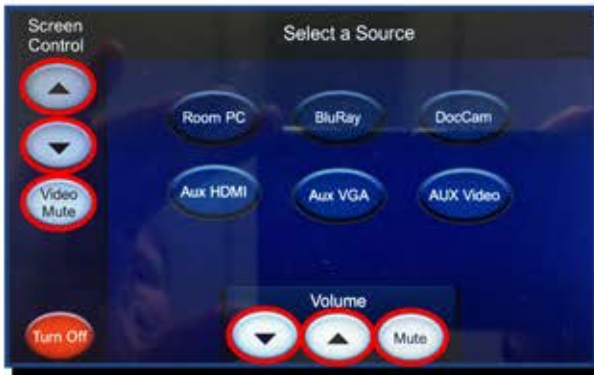 Screen
Control
Select a Source
Room PC
BluRay
DocCam
Video
Mute
Aux HDMI
Aux VGA
AUX Video
Volume
Turn Off
Mute